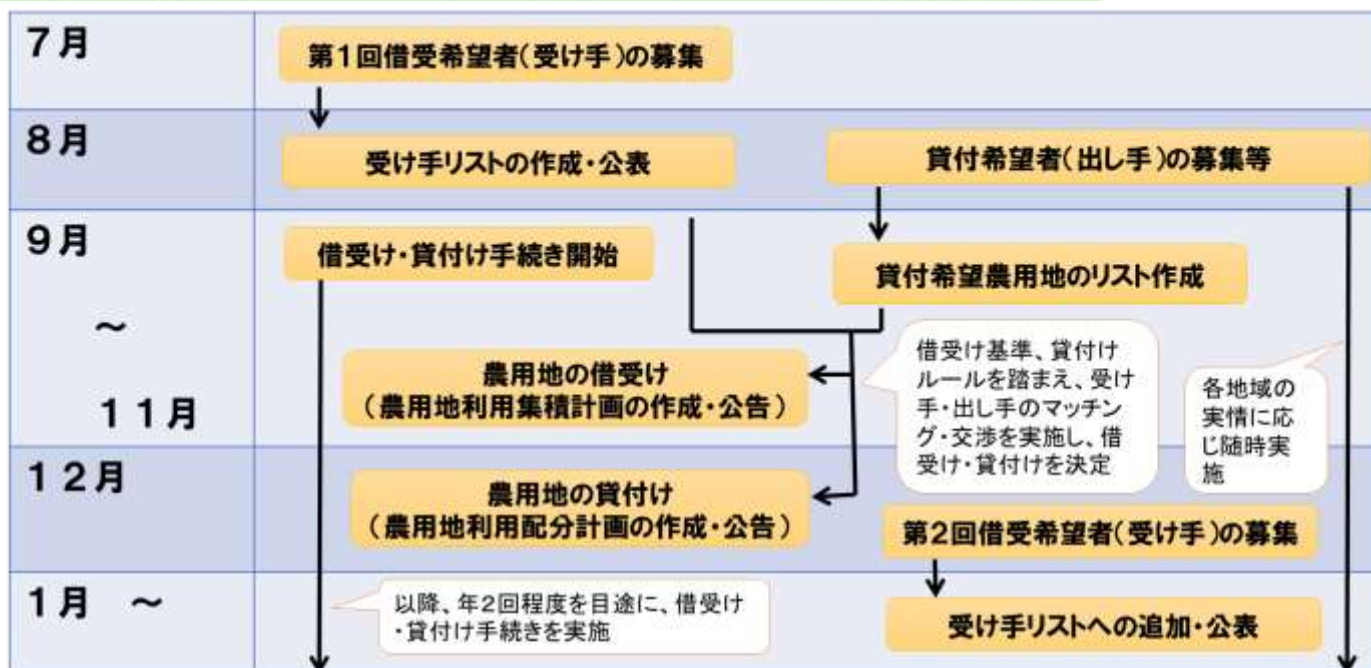 7月
第1回借受希望者(受け手)の募集
8月
受け手リストの作成・公表
貸付希望者(出し手)の募集等
9月
~
11月
借受け・貸付け手続き開始
貸付希望農用地のリスト作成
農用地の借受け
(農用地利用集積計画の作成・公告)
借受け基準、貸付け
ルールを踏まえ、受け
手・出し手のマッチン
グ・交渉を実施し、借
受け・貸付けを決定
各地域の
実情に応
じ随時実
施
12月
農用地の貸付け
(農用地利用配分計画の作成・公告)
第2回借受希望者(受け手)の募集
1月 ~
以降、年2回程度を目途に、借受け
・貸付け手続きを実施
受け手リストへの追加・公表